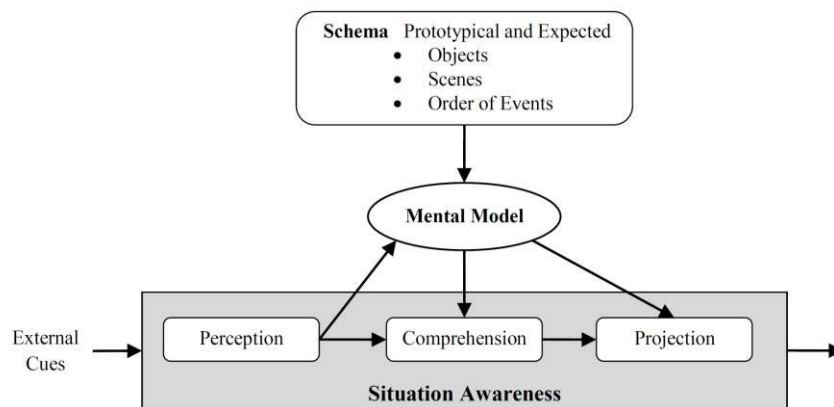 Schema Prototypical and Expected
• Objects
• Scenes
• Order of Events
Mental Model
External
Cues
Perception
Comprehension
Projection
Situation Awareness